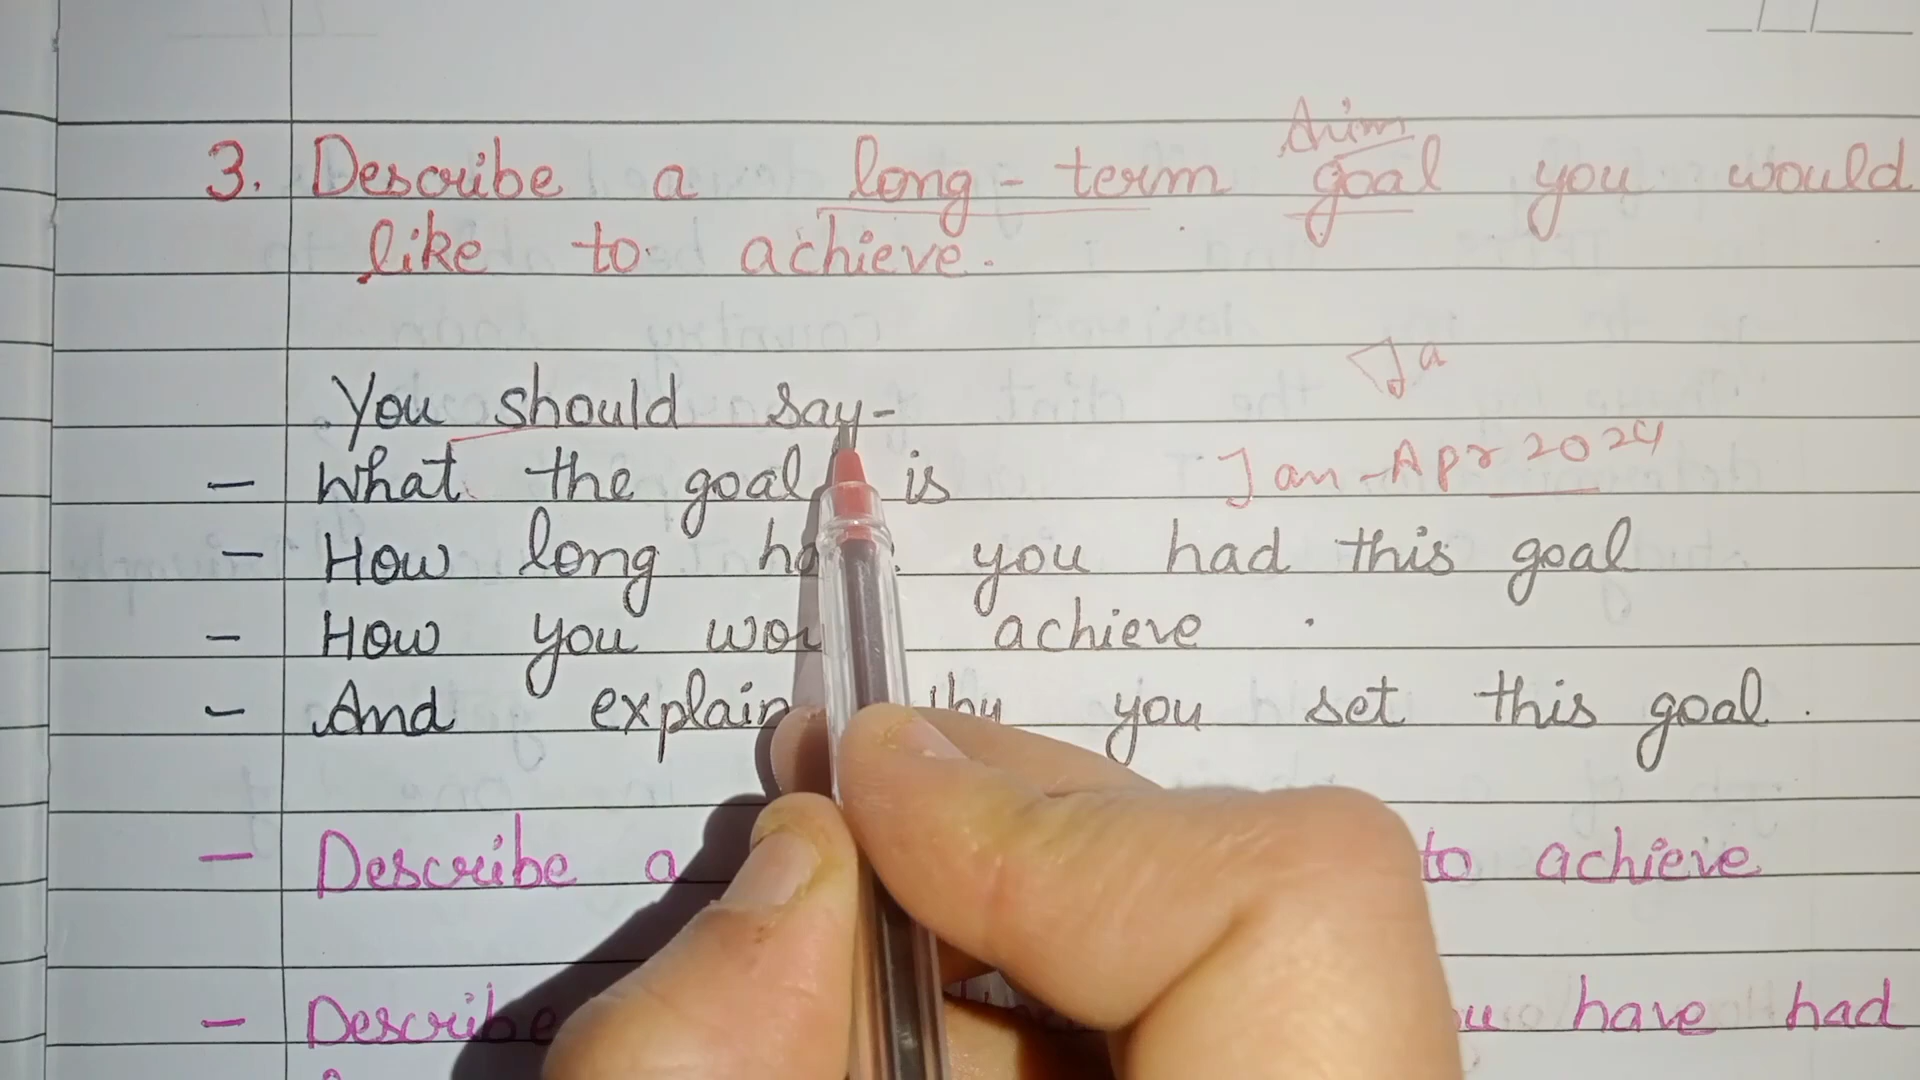 Aim
3. Describe a long-term goal you would
like to achieve.
Ja
You should say-
Jan-Apr 2024
- What the goal is
- How long you had this goal
- How you achieve
- And explain you set this goal.
- Describe a to achieve
- Describe have had